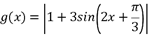 g(x) = |1 + 3sin(2x + π/3)|